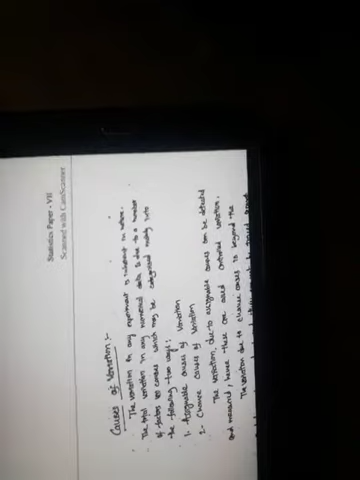 Statistics Paper - VII
Scanned with CamScanner
Causes of Variation :-
The variation in any experiment is inherent in nature.
The total variation in any numerical data is due to a number
of factors or causes which may be categorised mainly into
the following two ways:
1. Assignable causes of variation
2- Chance causes of variation
The variation due to assignable causes can be detected
and measured, hence these are called controlled variation.
The variation due to chance causes is beyond the